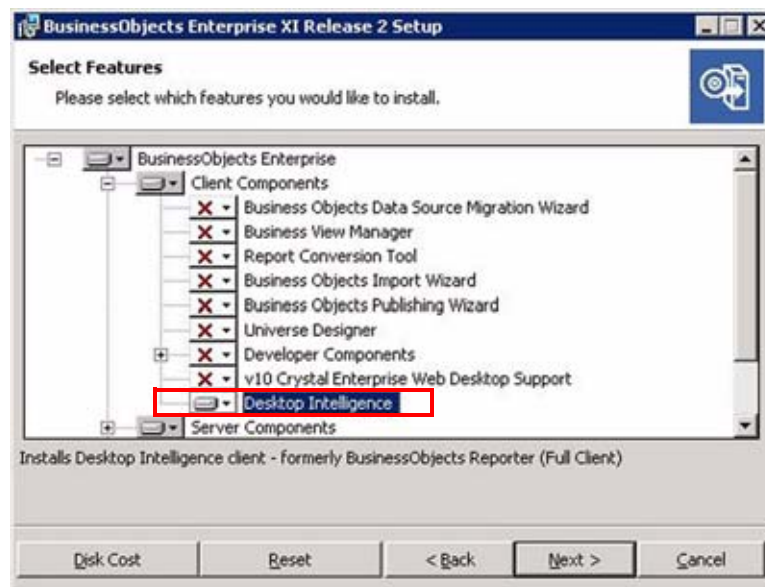 BusinessObjects Enterprise XI Release 2 Setup
Select Features
Please select which features you would like to install.
BusinessObjects Enterprise
Client Components
Business Objects Data Source Migration Wizard
Business View Manager
Report Conversion Tool
Business Objects Import Wizard
Business Objects Publishing Wizard
Universe Designer
Developer Components
v10 Crystal Enterprise Web Desktop Support
Desktop Intelligence
Server Components
Installs Desktop Intelligence client - formerly BusinessObjects Reporter (Full Client)
Disk Cost Reset < Back Next > Cancel